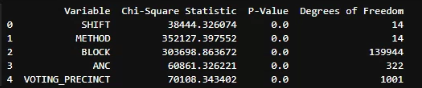 Variable Chi-Square Statistic P-Value Degrees of Freedom
0 SHIFT 38444.326074 0.0 14
1 METHOD 352127.397552 0.0 14
2 BLOCK 303698.863672 0.0 139944
3 ANC 60861.326221 0.0 322
4 VOTING_PRECINCT 70108.343402 0.0 1001